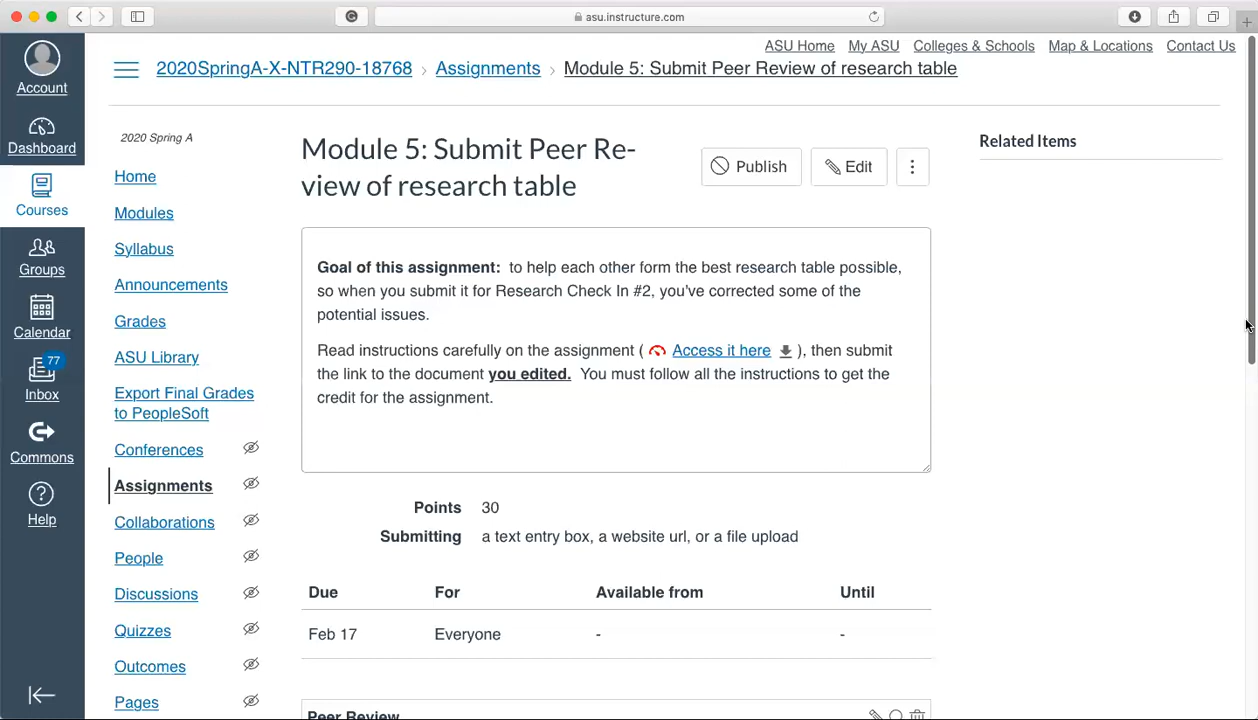 asu.instructure.com
ASU Home My ASU Colleges & Schools Map & Locations Contact Us
2020SpringA-X-NTR290-18768 › Assignments › Module 5: Submit Peer Review of research table
Account
Dashboard
Courses
Groups
Calendar
77
Inbox
Commons
Help
2020 Spring A
Home
Modules
Syllabus
Announcements
Grades
ASU Library
Export Final Grades
to PeopleSoft
Conferences
Assignments
Collaborations
People
Discussions
Quizzes
Outcomes
Pages
Module 5: Submit Peer Re-
view of research table
Publish
Edit
Goal of this assignment: to help each other form the best research table possible,
so when you submit it for Research Check In #2, you've corrected some of the
potential issues.
Read instructions carefully on the assignment ( Access it here ), then submit
the link to the document you edited. You must follow all the instructions to get the
credit for the assignment.
Points 30
Submitting a text entry box, a website url, or a file upload
Due For Available from Until
Feb 17 Everyone - -
Peer Review
Related Items